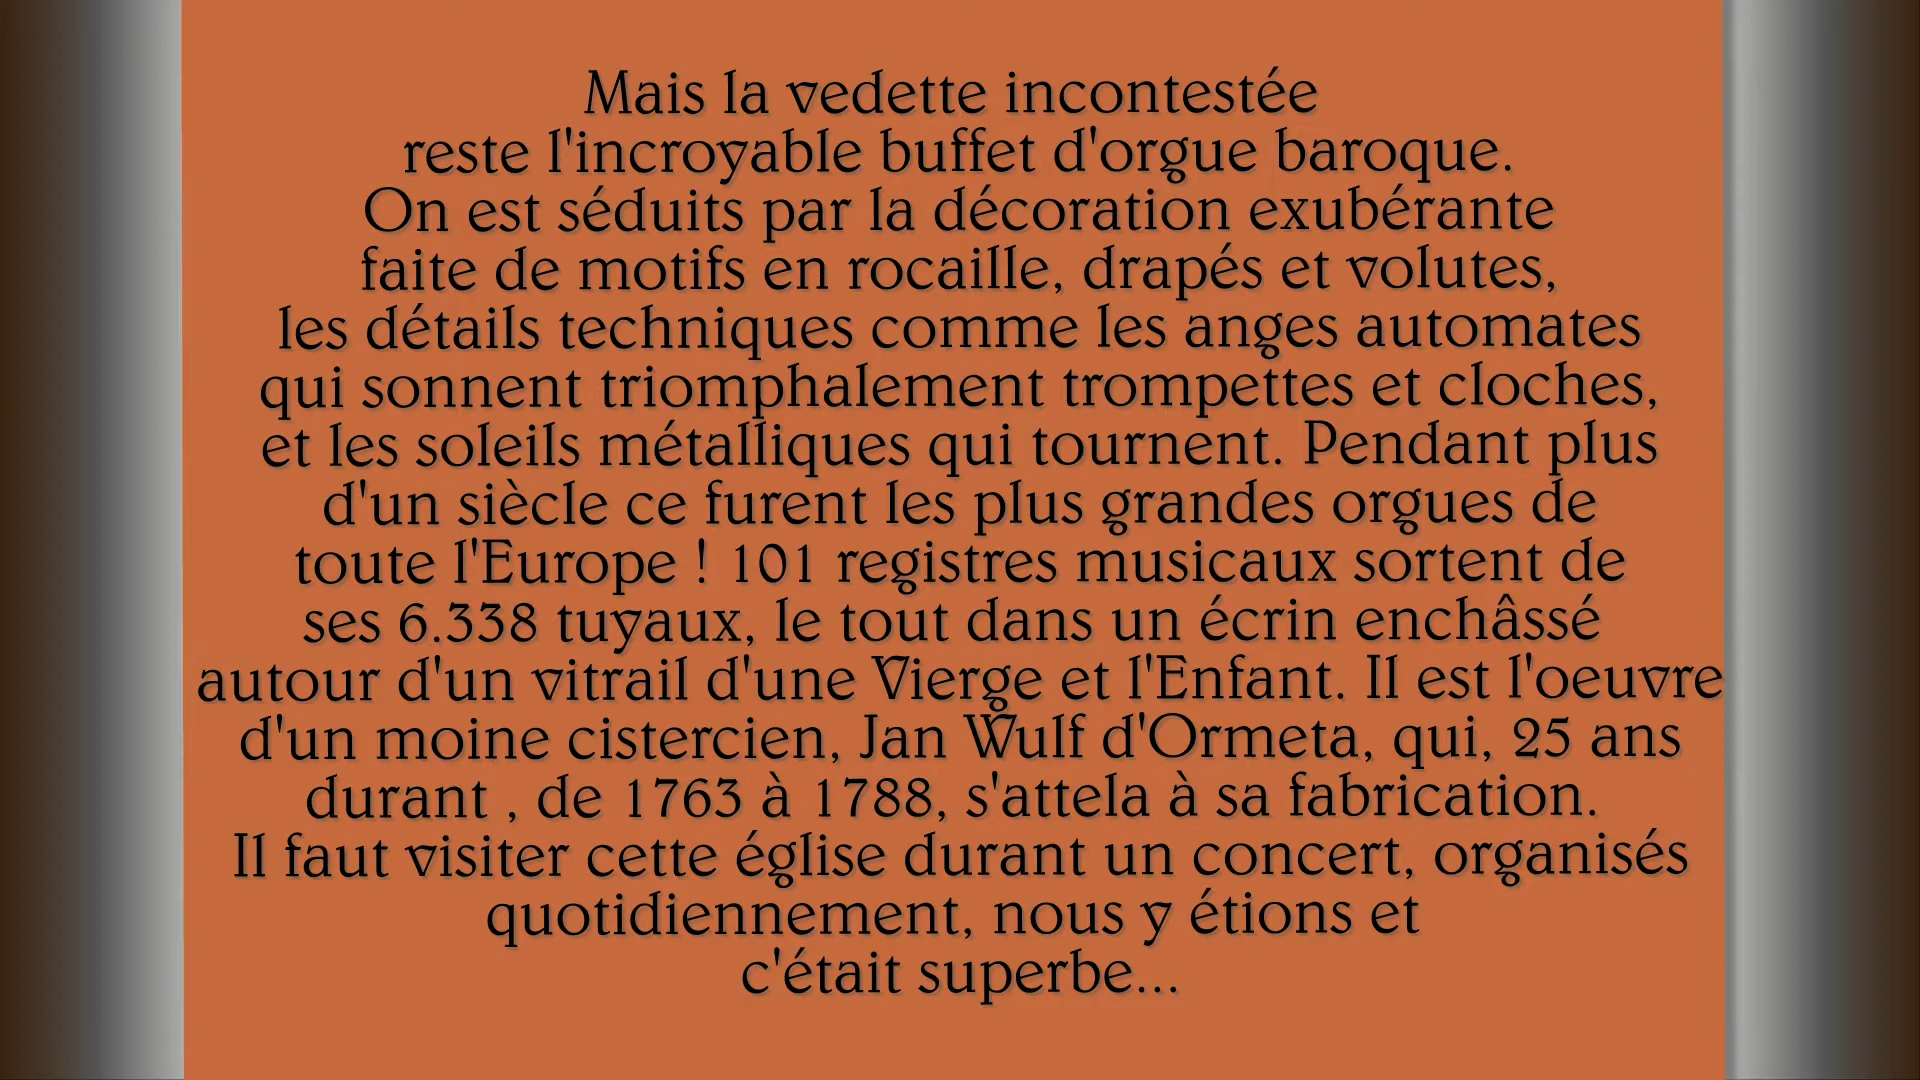 Mais la vedette incontestée
reste l'incroyable buffet d'orgue baroque.
On est séduits par la décoration exubérante
faite de motifs en rocaille, drapés et volutes,
les détails techniques comme les anges automates
qui sonnent triomphalement trompettes et cloches,
et les soleils métalliques qui tournent. Pendant plus
d'un siècle ce furent les plus grandes orgues de
toute l'Europe ! 101 registres musicaux sortent de
ses 6.338 tuyaux, le tout dans un écrin enchâssé
autour d'un vitrail d'une Vierge et l'Enfant. Il est l'oeuvre
d'un moine cistercien, Jan Wulf d'Ormeta, qui, 25 ans
durant , de 1763 à 1788, s'attela à sa fabrication.
Il faut visiter cette église durant un concert, organisés
quotidiennement, nous y étions et
c'était superbe...